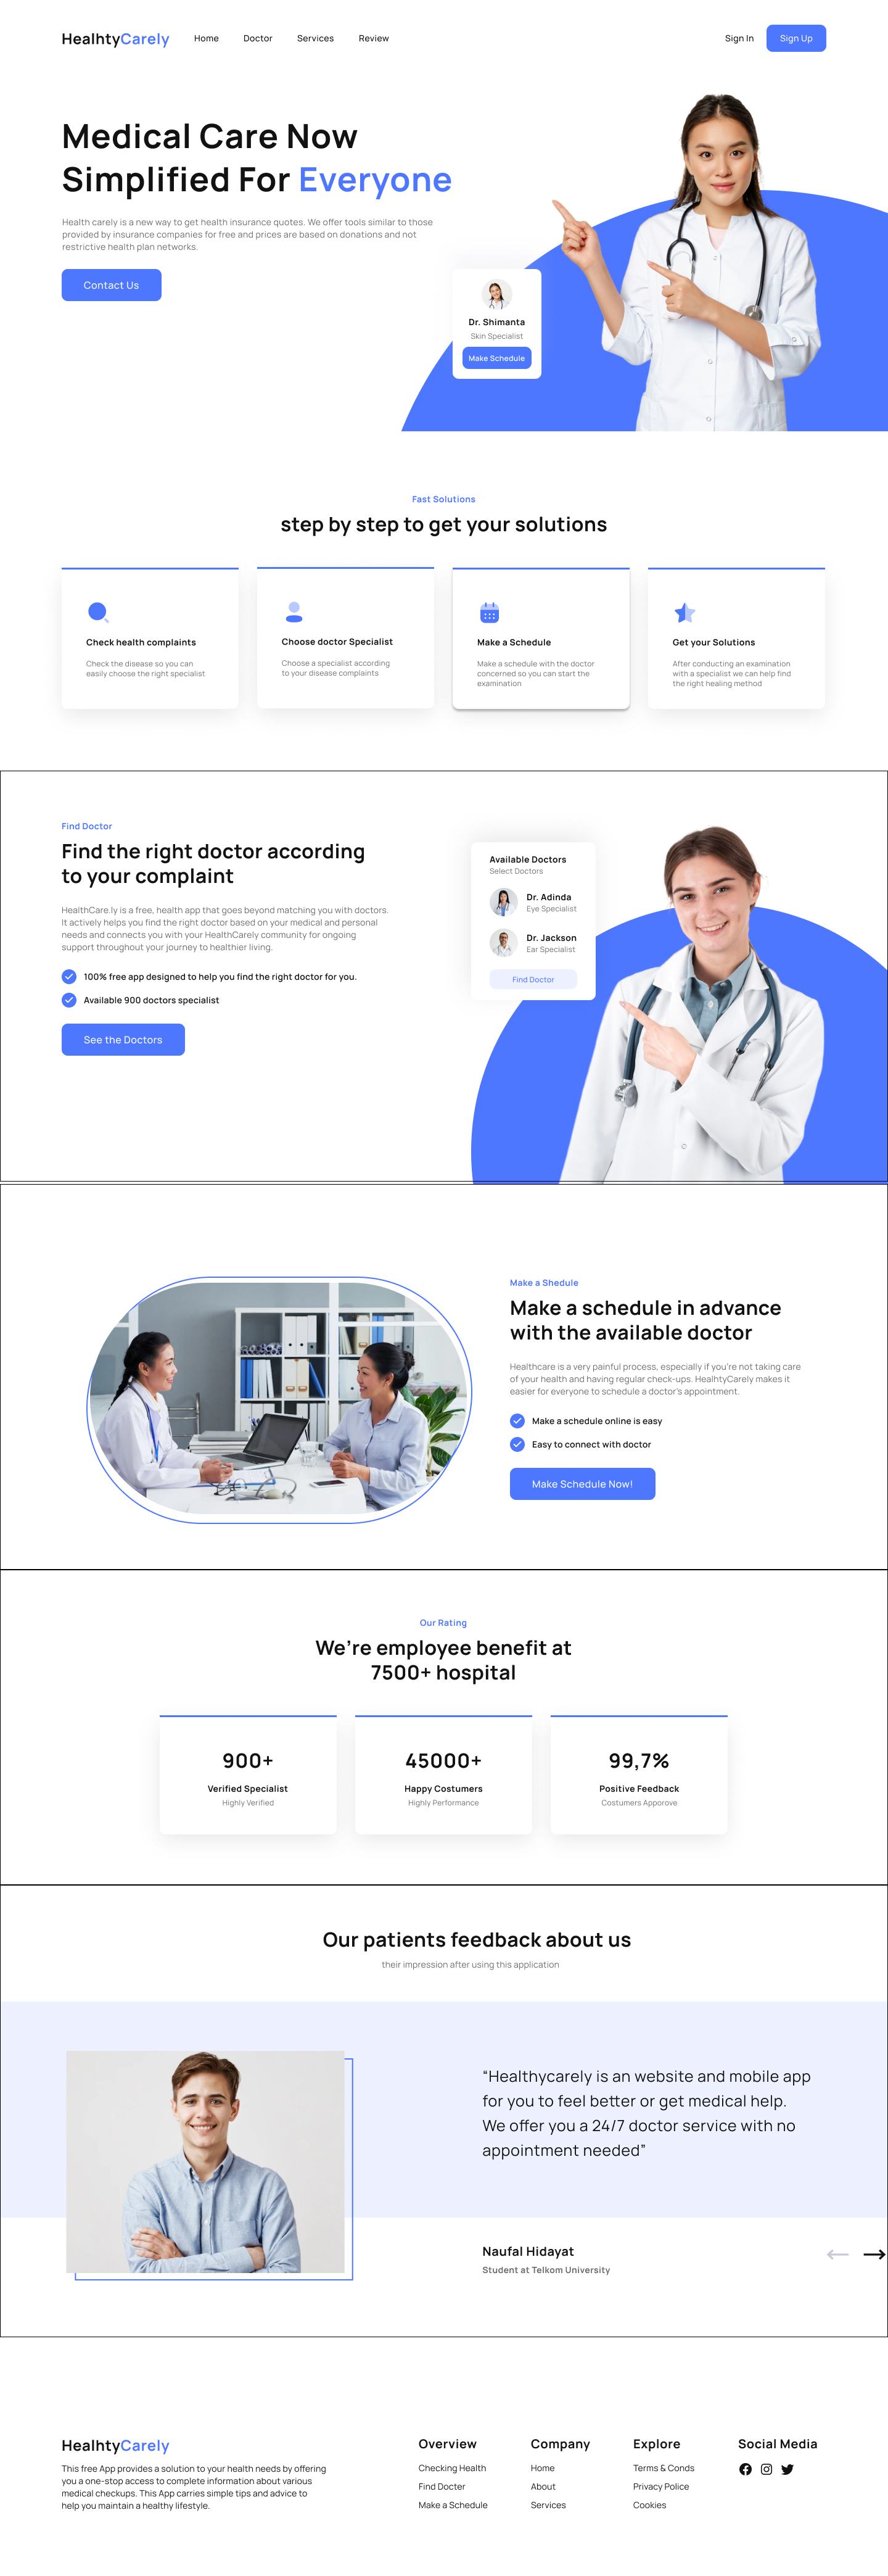 HealhtyCarely
Home
Doctor
Services
Review
Sign In
Sign Up
Medical Care Now
Simplified For Everyone
Health carely is a new way to get health insurance quotes. We offer tools similar to those
provided by insurance companies for free and prices are based on donations and not
restrictive health plan networks.
Contact Us
Dr. Shimanta
Skin Specialist
Make Schedule
Fast Solutions
step by step to get your solutions
Check health complaints
Check the disease so you can
easily choose the right specialist
Choose doctor Specialist
Choose a specialist according
to your disease complaints
Make a Schedule
Make a schedule with the doctor
concerned so you can start the
examination
Get your Solutions
After conducting an examination
with a specialist we can help find
the right healing method
Find Doctor
Find the right doctor according
to your complaint
HealthCare.ly is a free, health app that goes beyond matching you with doctors.
It actively helps you find the right doctor based on your medical and personal
needs and connects you with your HealthCarely community for ongoing
support throughout your journey to healthier living.
100% free app designed to help you find the right doctor for you.
Available 900 doctors specialist
See the Doctors
Available Doctors
Select Doctors
Dr. Adinda
Eye Specialist
Dr. Jackson
Ear Specialist
Find Doctor
Make a Shedule
Make a schedule in advance
with the available doctor
Healthcare is a very painful process, especially if you're not taking care
of your health and having regular check-ups. HealhtyCarely makes it
easier for everyone to schedule a doctor's appointment.
Make a schedule online is easy
Easy to connect with doctor
Make Schedule Now!
Our Rating
We’re employee benefit at
7500+ hospital
900+
Verified Specialist
Highly Verified
45000+
Happy Costumers
Highly Performance
99,7%
Positive Feedback
Costumers Apporove
Our patients feedback about us
their impression after using this application
“Healthycarely is an website and mobile app
for you to feel better or get medical help.
We offer you a 24/7 doctor service with no
appointment needed”
Naufal Hidayat
Student at Telkom University
HealhtyCarely
This free App provides a solution to your health needs by offering
you a one-stop access to complete information about various
medical checkups. This App carries simple tips and advice to
help you maintain a healthy lifestyle.
Overview
Checking Health
Find Docter
Make a Schedule
Company
Home
About
Services
Explore
Terms & Conds
Privacy Police
Cookies
Social Media